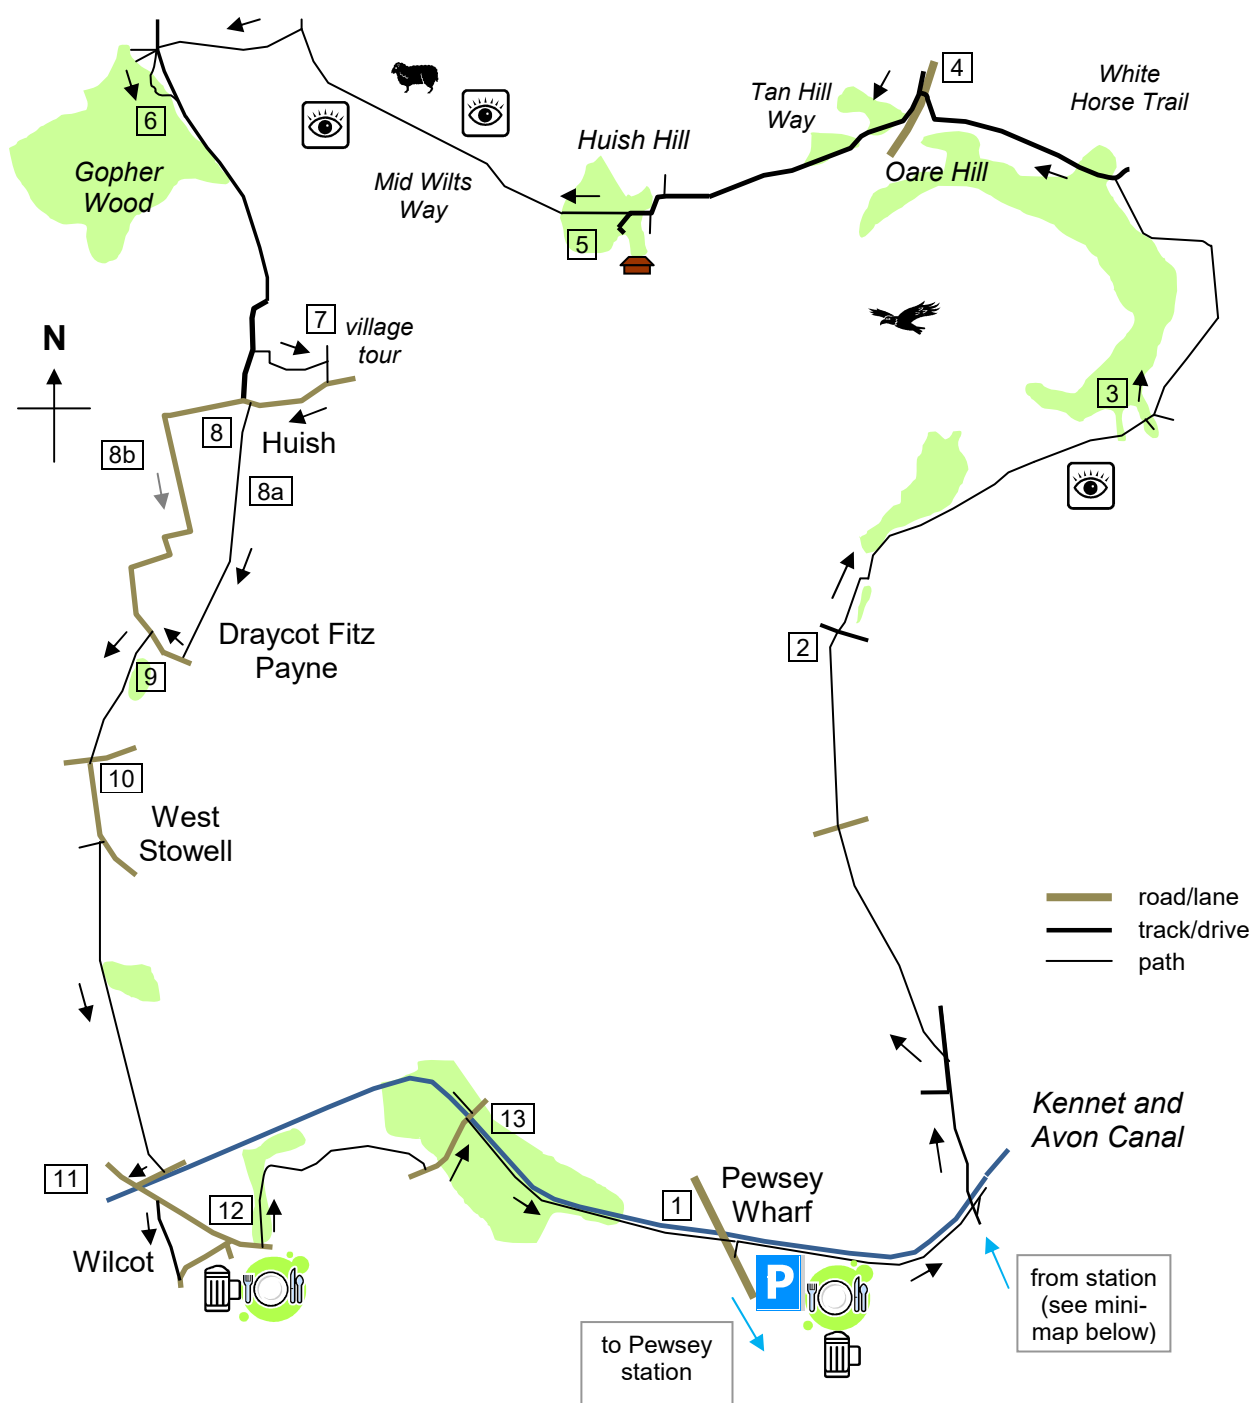 4
White
Horse Trail
Tan Hill
Way
6
Huish Hill
Gopher
Wood
Mid Wilts
Way
Oare Hill
5
7
village
tour
N
3
8
Huish
8b
8a
Draycot Fitz
Payne
2
9
10
West
Stowell
road/lane
track/drive
path
Kennet and
Avon Canal
13
11
Pewsey
Wharf
1
12
Wilcot
P
from station
(see mini-
map below)
to Pewsey
station